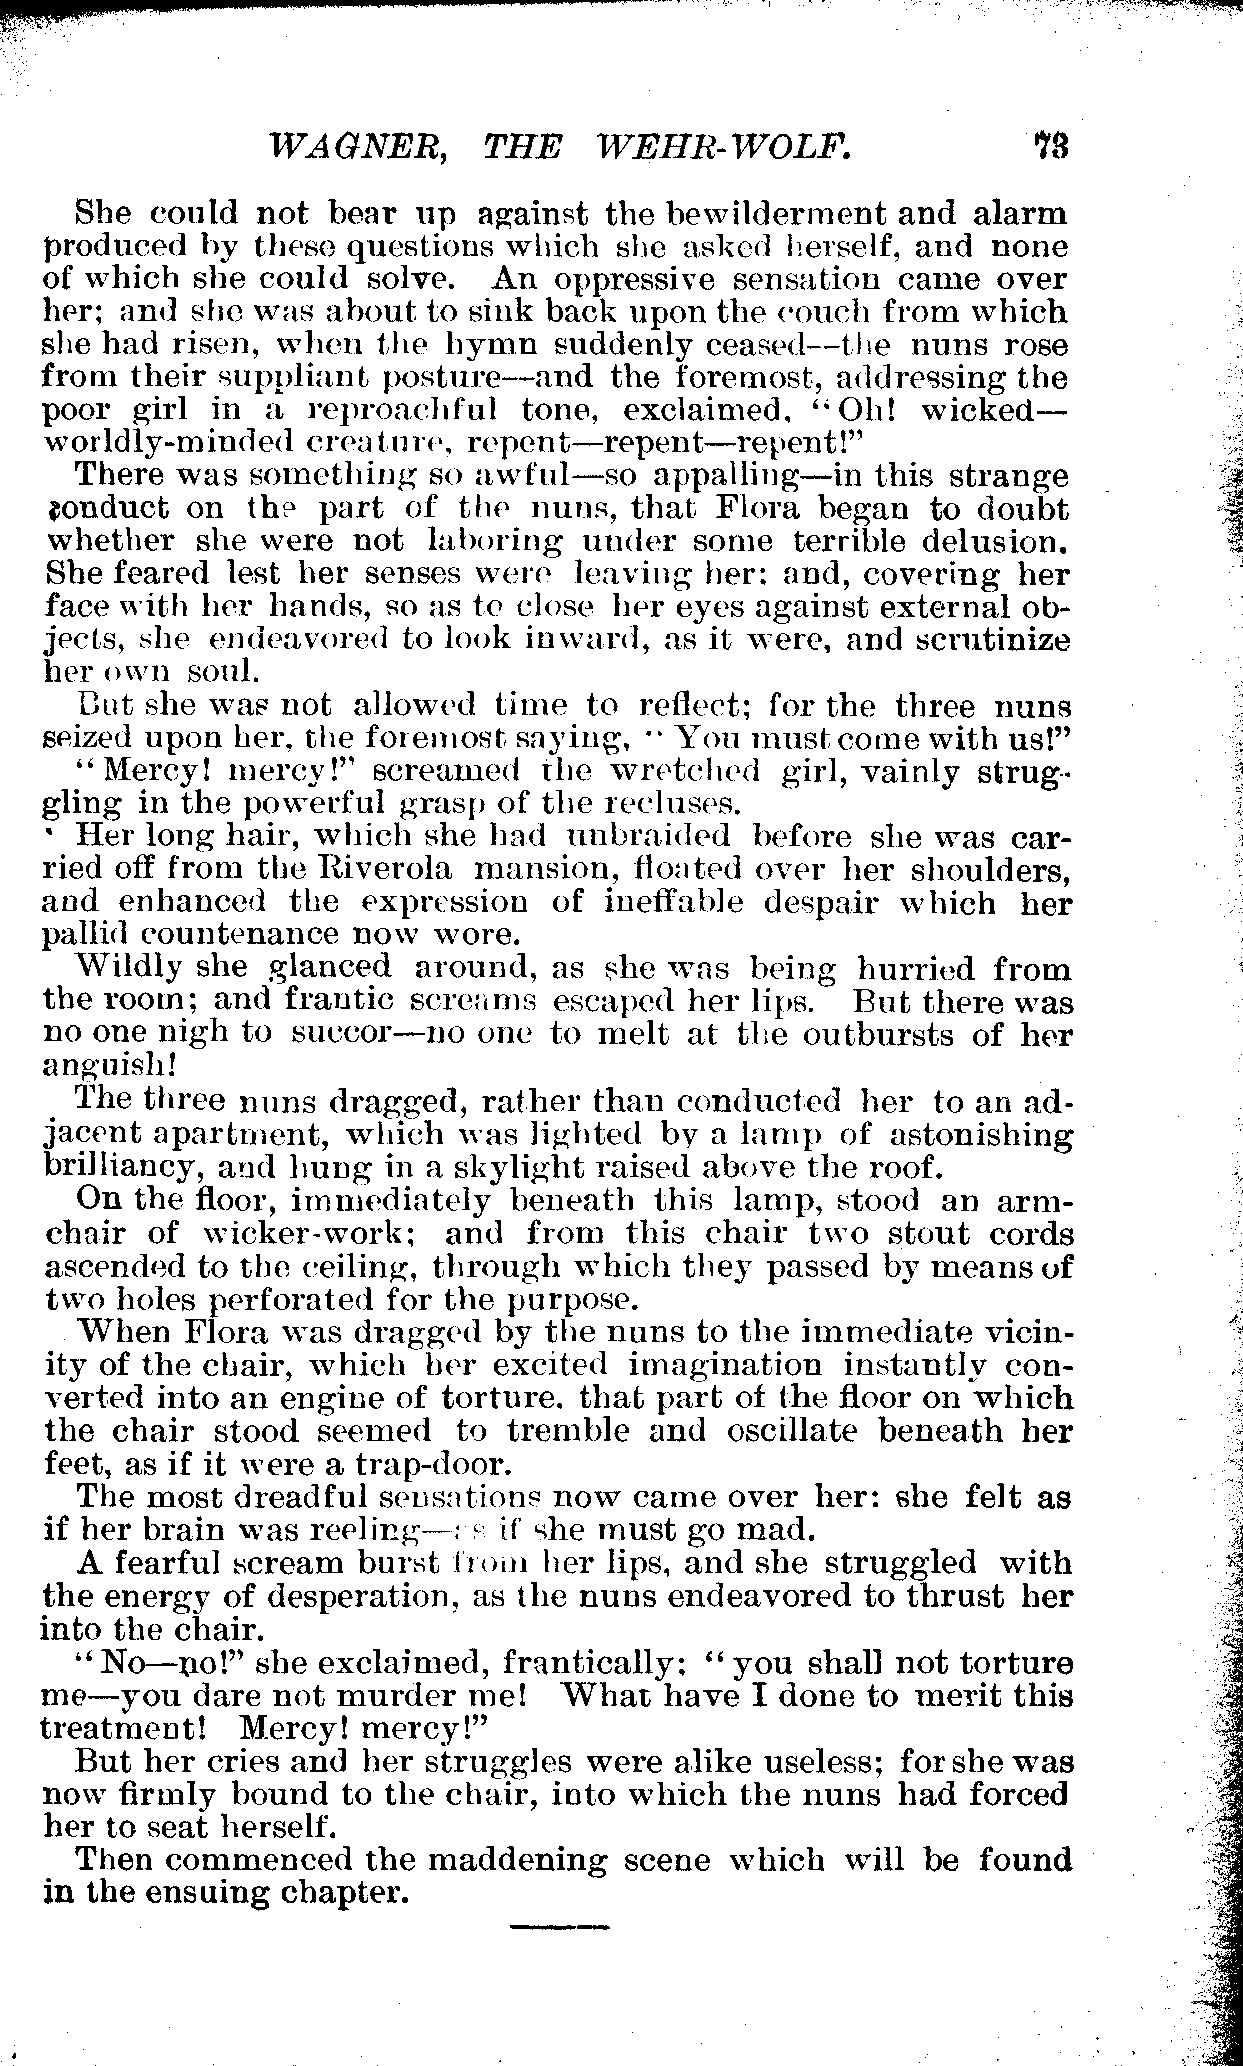 WAGNER, THE WEHR-WOLF. 73
She could not bear up against the bewilderment and alarm
produced by these questions which she asked herself, and none
of which she could solve. An oppressive sensation came over
her; and she was about to sink back upon the couch from which
she had risen, when the hymn suddenly ceased—the nuns rose
from their suppliant posture—and the foremost, addressing the
poor girl in a reproachful tone, exclaimed, “Oh! wicked—
worldly-minded creature, repent—repent—repent!”
There was something so awful—so appalling—in this strange
conduct on the part of the nuns, that Flora began to doubt
whether she were not laboring under some terrible delusion.
She feared lest her senses were leaving her: and, covering her
face with her hands, so as to close her eyes against external ob-
jects, she endeavored to look inward, as it were, and scrutinize
her own soul.
But she was not allowed time to reflect; for the three nuns
seized upon her, the foremost saying, “You must come with us!”
“Mercy! mercy!” screamed the wretched girl, vainly strug-
gling in the powerful grasp of the recluses.
Her long hair, which she had unbraided before she was car-
ried off from the Riverola mansion, floated over her shoulders,
and enhanced the expression of ineffable despair which her
pallid countenance now wore.
Wildly she glanced around, as she was being hurried from
the room; and frantic screams escaped her lips. But there was
no one nigh to succor—no one to melt at the outbursts of her
anguish!
The three nuns dragged, rather than conducted her to an ad-
jacent apartment, which was lighted by a lamp of astonishing
brilliancy, and hung in a skylight raised above the roof.
On the floor, immediately beneath this lamp, stood an arm-
chair of wicker-work; and from this chair two stout cords
ascended to the ceiling, through which they passed by means of
two holes perforated for the purpose.
When Flora was dragged by the nuns to the immediate vicin-
ity of the chair, which her excited imagination instantly con-
verted into an engine of torture, that part of the floor on which
the chair stood seemed to tremble and oscillate beneath her
feet, as if it were a trap-door.
The most dreadful sensations now came over her: she felt as
if her brain was reeling—as if she must go mad.
A fearful scream burst from her lips, and she struggled with
the energy of desperation, as the nuns endeavored to thrust her
into the chair.
“No—no!” she exclaimed, frantically; “you shall not torture
me—you dare not murder me! What have I done to merit this
treatment! Mercy! mercy!”
But her cries and her struggles were alike useless; for she was
now firmly bound to the chair, into which the nuns had forced
her to seat herself.
Then commenced the maddening scene which will be found
in the ensuing chapter.